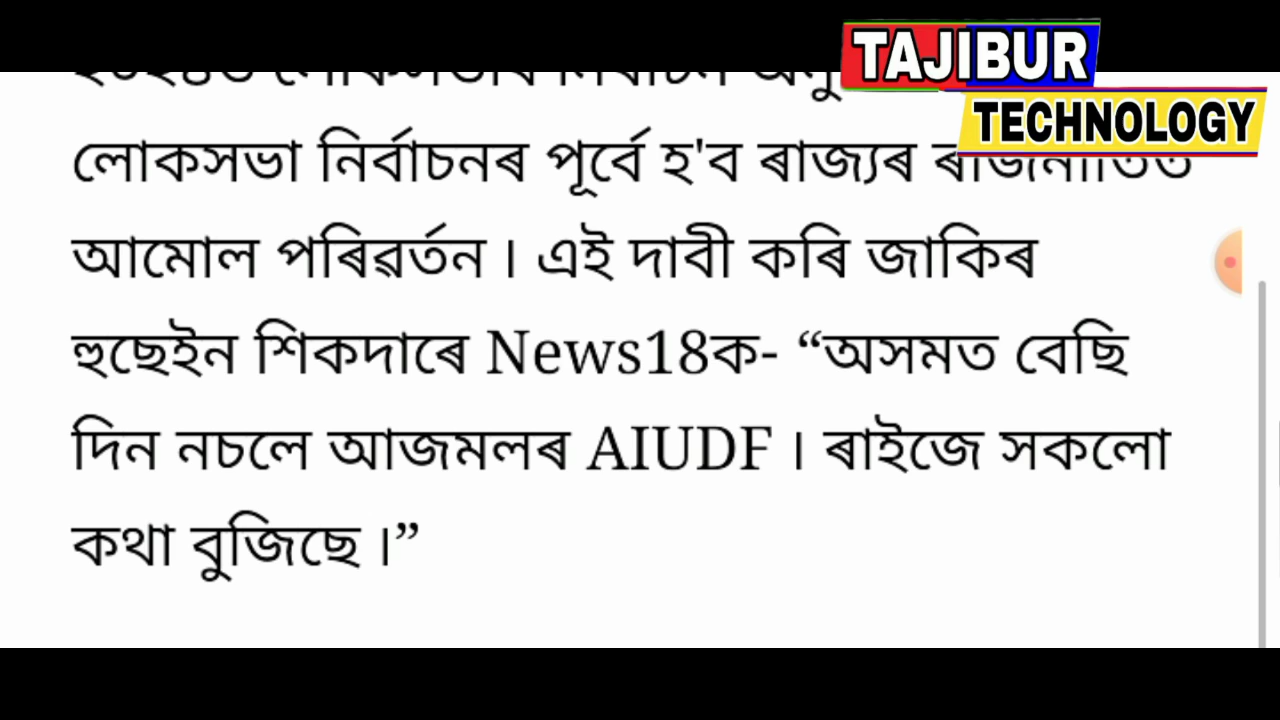 TAJIBUR
TECHNOLOGY
লোকসভা নিৰ্বাচনৰ পূৰ্বে হ'ব ৰাজ্যৰ
আমোল পৰিৱৰ্তন । এই দাবী কৰি জাকিৰ
হুছেইন শিকদাৰে News18ক- “অসমত বেছি
দিন নচলে আজমলৰ AIUDF । ৰাইজে সকলো
কথা বুজিছে ।”